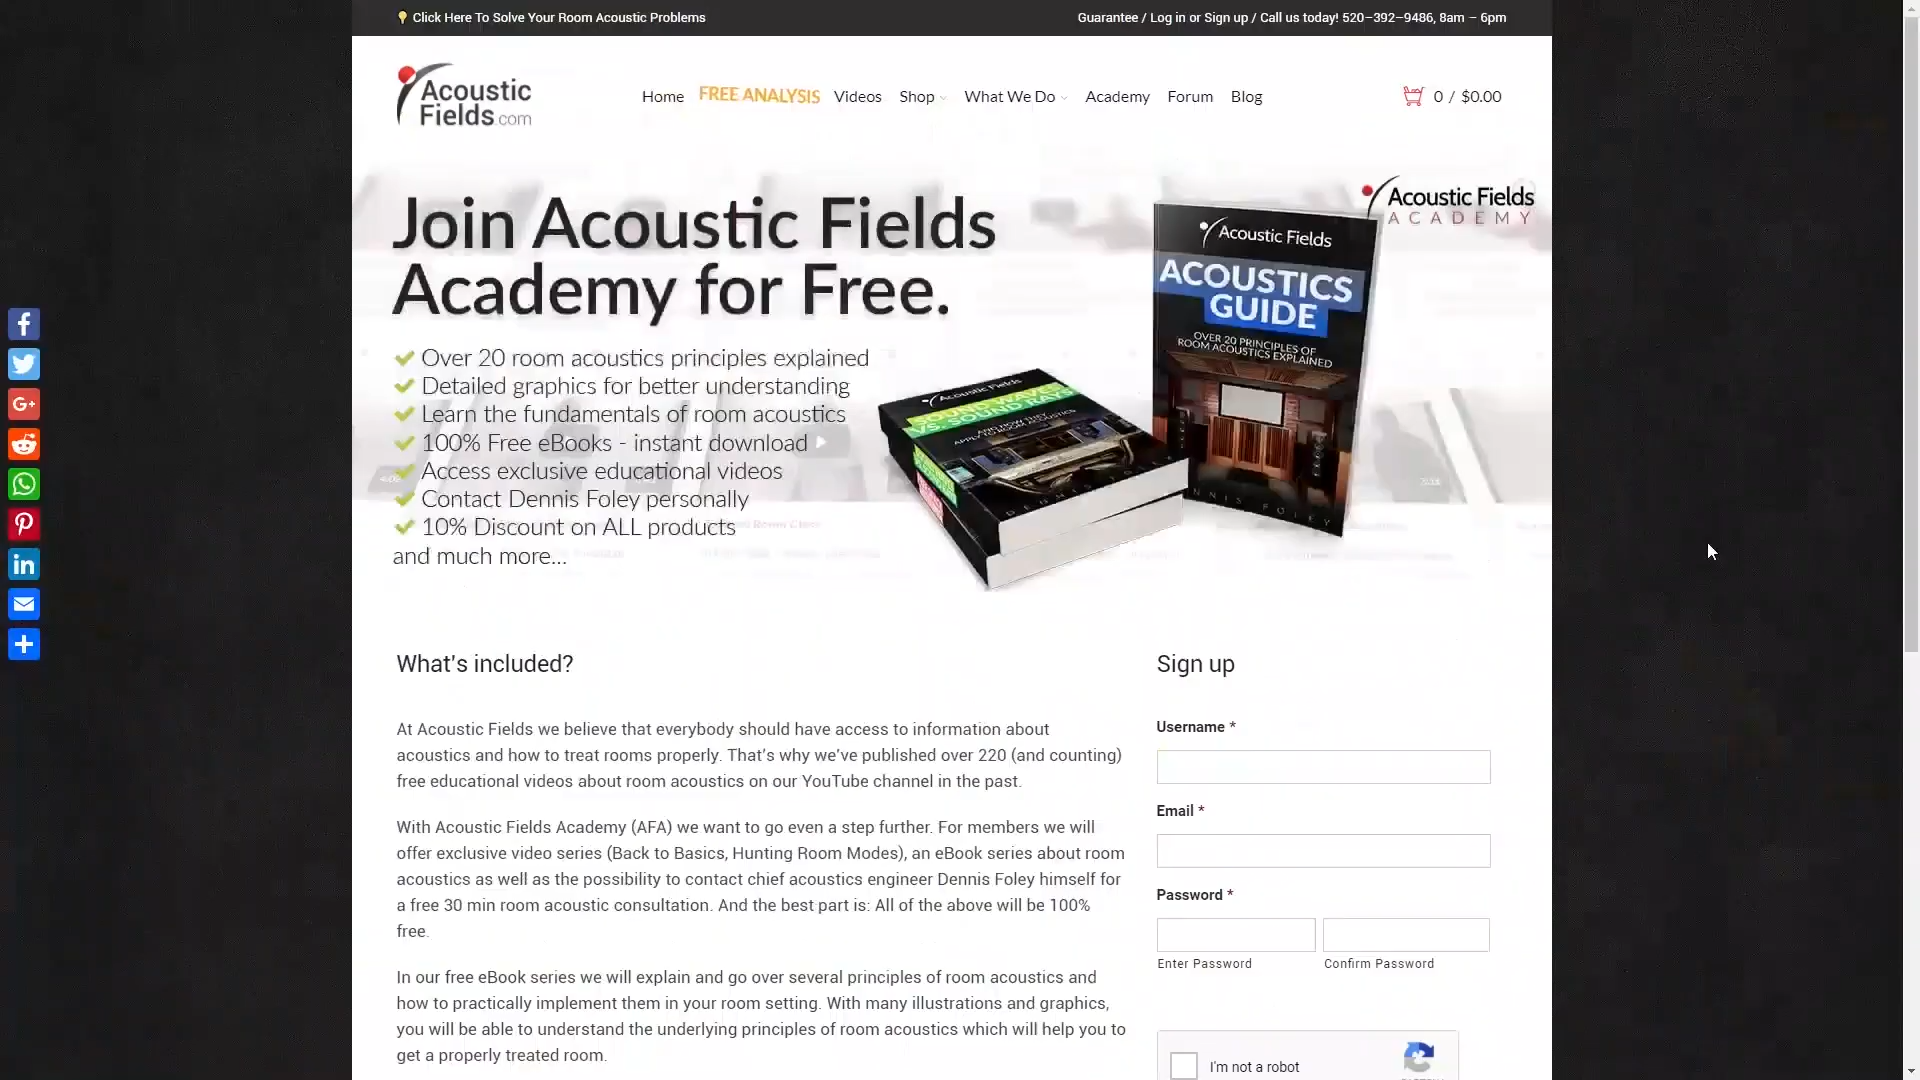 Click Here To Solve Your Room Acoustic Problems
Guarantee / Log in or Sign up / Call us today! 520–392–9486, 8am – 6pm
Acoustic
Fields.com
Home
FREE ANALYSIS
Videos
Shop
What We Do
Academy
Forum
Blog
0 / $0.00
Join Acoustic Fields
Academy for Free.
Over 20 room acoustics principles explained
Detailed graphics for better understanding
Learn the fundamentals of room acoustics
100% Free eBooks - instant download
Access exclusive educational videos
Contact Dennis Foley personally
10% Discount on ALL products
and much more...
Acoustic Fields
ACADEMY
Acoustic Fields
ACOUSTICS
GUIDE
OVER 20 PRINCIPLES OF
ROOM ACOUSTICS EXPLAINED
Acoustic Fields
SOUND WAVES
VS. SOUND RAYS
AND HOW THEY
APPLY TO ROOM ACOUSTICS
What's included?
At Acoustic Fields we believe that everybody should have access to information about
acoustics and how to treat rooms properly. That's why we've published over 220 (and counting)
free educational videos about room acoustics on our YouTube channel in the past.
With Acoustic Fields Academy (AFA) we want to go even a step further. For members we will
offer exclusive video series (Back to Basics, Hunting Room Modes), an eBook series about room
acoustics as well as the possibility to contact chief acoustics engineer Dennis Foley himself for
a free 30 min room acoustic consultation. And the best part is: All of the above will be 100%
free.
In our free eBook series we will explain and go over several principles of room acoustics and
how to practically implement them in your room setting. With many illustrations and graphics,
you will be able to understand the underlying principles of room acoustics which will help you to
get a properly treated room.
Sign up
Username *
Email *
Password *
Enter Password
Confirm Password
I'm not a robot